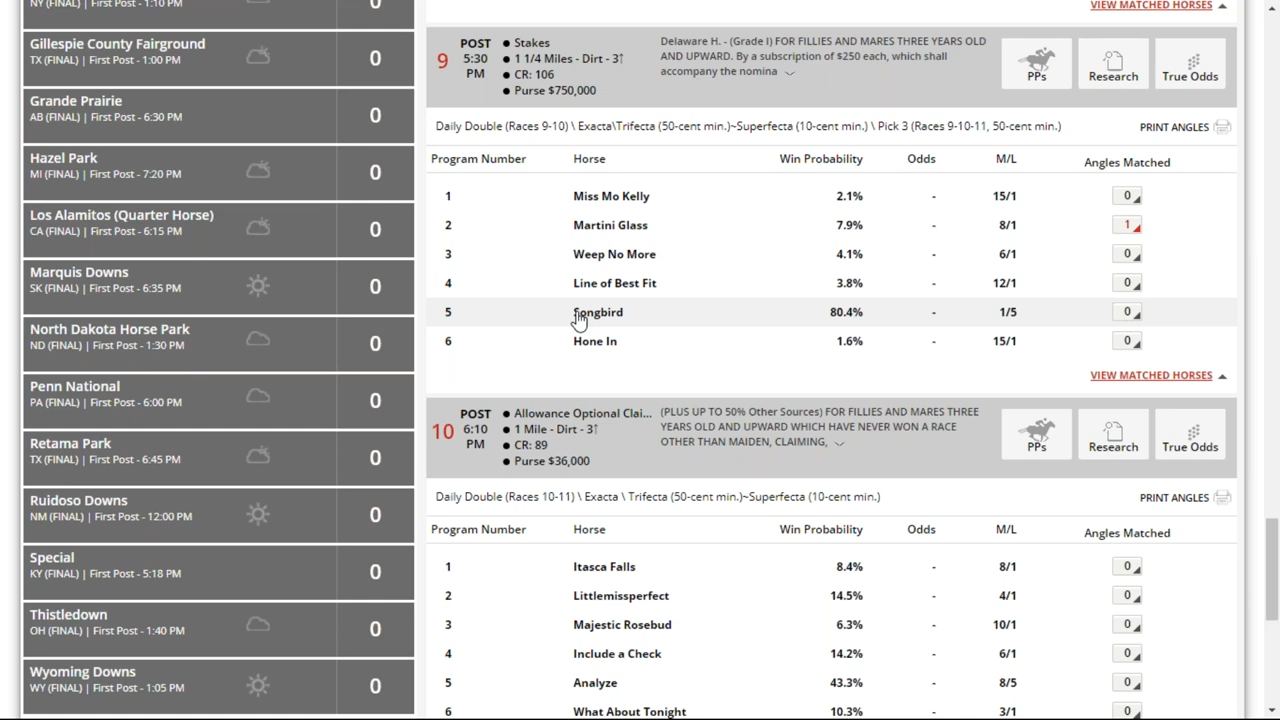 NY (FINAL) | First Post - 1:10 PM
0
Gillespie County Fairground
TX (FINAL) | First Post - 1:00 PM
0
Grande Prairie
AB (FINAL) | First Post - 6:30 PM
0
Hazel Park
MI (FINAL) | First Post - 7:20 PM
0
Los Alamitos (Quarter Horse)
CA (FINAL) | First Post - 6:15 PM
0
Marquis Downs
SK (FINAL) | First Post - 6:35 PM
0
North Dakota Horse Park
ND (FINAL) | First Post - 1:30 PM
0
Penn National
PA (FINAL) | First Post - 6:00 PM
0
Retama Park
TX (FINAL) | First Post - 6:45 PM
0
Ruidoso Downs
NM (FINAL) | First Post - 12:00 PM
0
Special
KY (FINAL) | First Post - 5:18 PM
0
Thistledown
OH (FINAL) | First Post - 1:40 PM
0
Wyoming Downs
WY (FINAL) | First Post - 1:05 PM
0
VIEW MATCHED HORSES
9
POST
5:30
PM
● Stakes
● 1 1/4 Miles - Dirt - 3↑
● CR: 106
● Purse $750,000
Delaware H. - (Grade I) FOR FILLIES AND MARES THREE YEARS OLD
AND UPWARD. By a subscription of $250 each, which shall
accompany the nomina
PPs
Research
True Odds
Daily Double (Races 9-10) \ Exacta\Trifecta (50-cent min.)~Superfecta (10-cent min.) \ Pick 3 (Races 9-10-11, 50-cent min.)
PRINT ANGLES
Program Number Horse Win Probability Odds M/L Angles Matched
1 Miss Mo Kelly 2.1% - 15/1 0
2 Martini Glass 7.9% - 8/1 1
3 Weep No More 4.1% - 6/1 0
4 Line of Best Fit 3.8% - 12/1 0
5 Songbird 80.4% - 1/5 0
6 Hone In 1.6% - 15/1 0
VIEW MATCHED HORSES
10
POST
6:10
PM
● Allowance Optional Clai...
● 1 Mile - Dirt - 3↑
● CR: 89
● Purse $36,000
(PLUS UP TO 50% Other Sources) FOR FILLIES AND MARES THREE
YEARS OLD AND UPWARD WHICH HAVE NEVER WON A RACE
OTHER THAN MAIDEN, CLAIMING,
PPs
Research
True Odds
Daily Double (Races 10-11) \ Exacta \ Trifecta (50-cent min.)~Superfecta (10-cent min.)
PRINT ANGLES
Program Number Horse Win Probability Odds M/L Angles Matched
1 Itasca Falls 8.4% - 8/1 0
2 Littlemissperfect 14.5% - 4/1 0
3 Majestic Rosebud 6.3% - 10/1 0
4 Include a Check 14.2% - 6/1 0
5 Analyze 43.3% - 8/5 0
6 What About Tonight 10.3% - 3/1 0